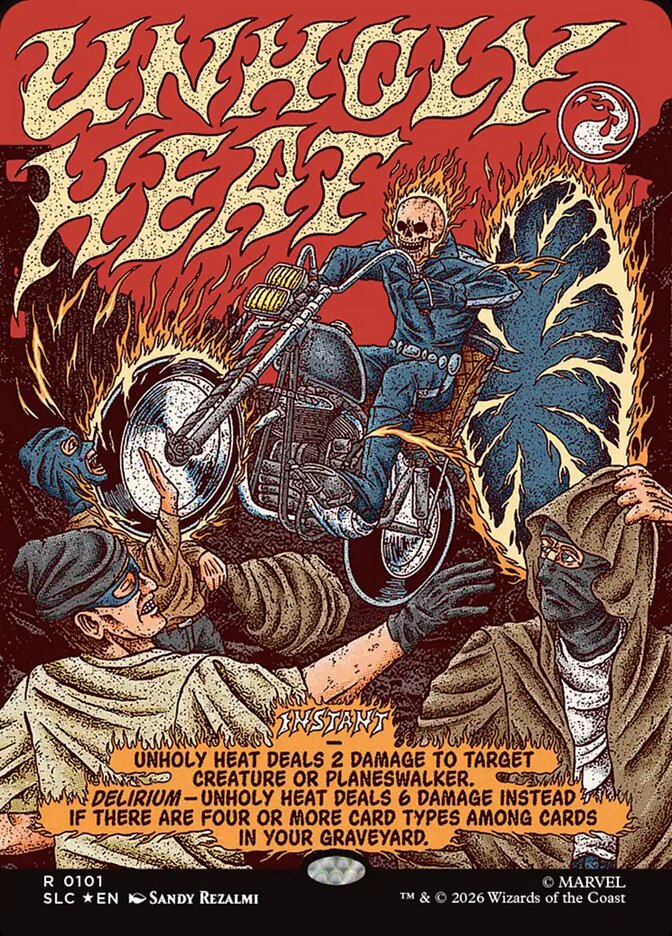 UNHOLY
HEAT
INSTANT
UNHOLY HEAT DEALS 2 DAMAGE TO TARGET
CREATURE OR PLANESWALKER.
DELIRIUM – UNHOLY HEAT DEALS 6 DAMAGE INSTEAD
IF THERE ARE FOUR OR MORE CARD TYPES AMONG CARDS
IN YOUR GRAVEYARD.
R 0101
SLC ★ EN SANDY REZALMI
© MARVEL
™ & © 2026 Wizards of the Coast